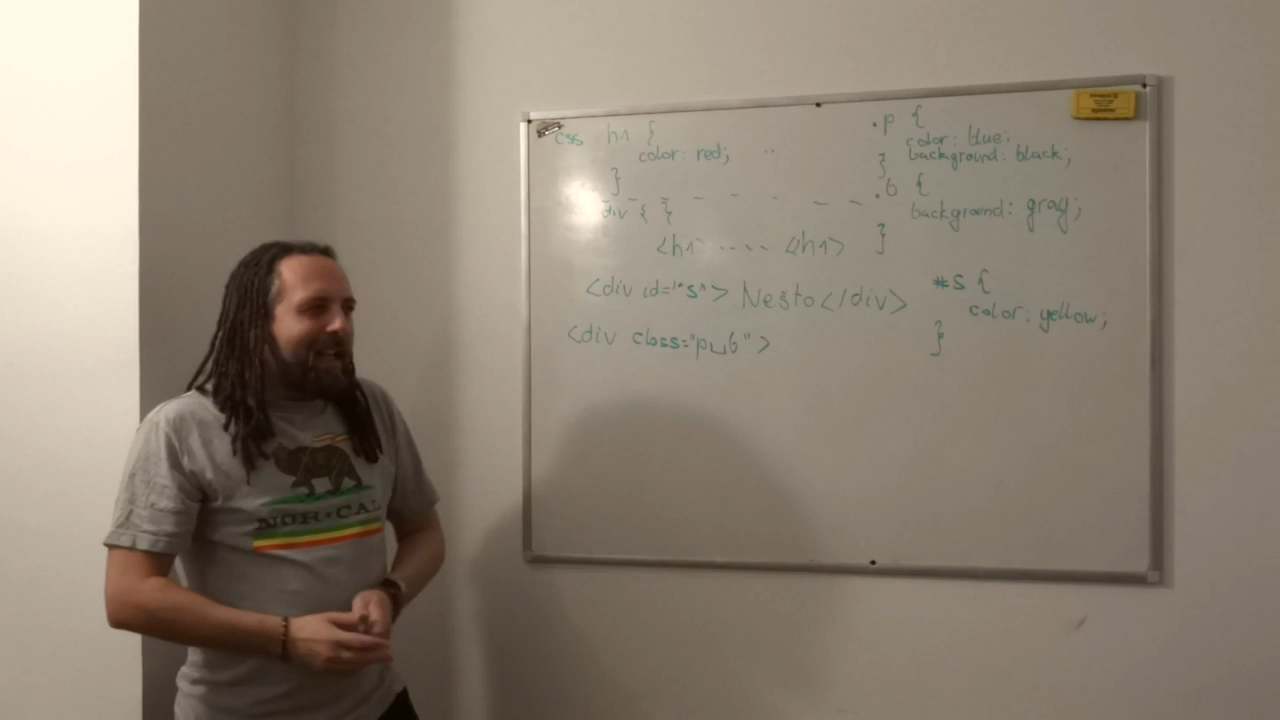 css h1 {
color: red;
}
div { {
<h1> .... </h1>
<div id="s"> Nešto </div>
<div class="p␣b">
.p {
color: blue;
background: black;
}
.b {
background: gray;
}
#s {
color: yellow;
}
NOR★CAL